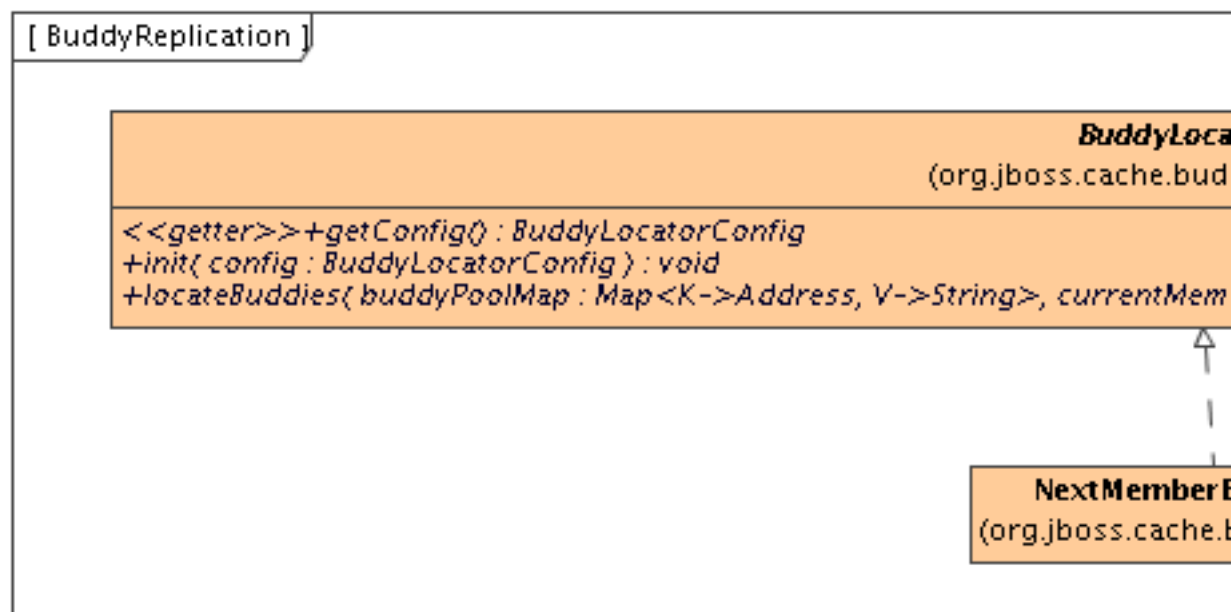 [ BuddyReplication ]
BuddyLoca
(org.jboss.cache.bud
<<getter>>+getConfig() : BuddyLocatorConfig
+init( config : BuddyLocatorConfig ) : void
+locateBuddies( buddyPoolMap : Map<K->Address, V->String>, currentMem
NextMemberB
(org.jboss.cache.b